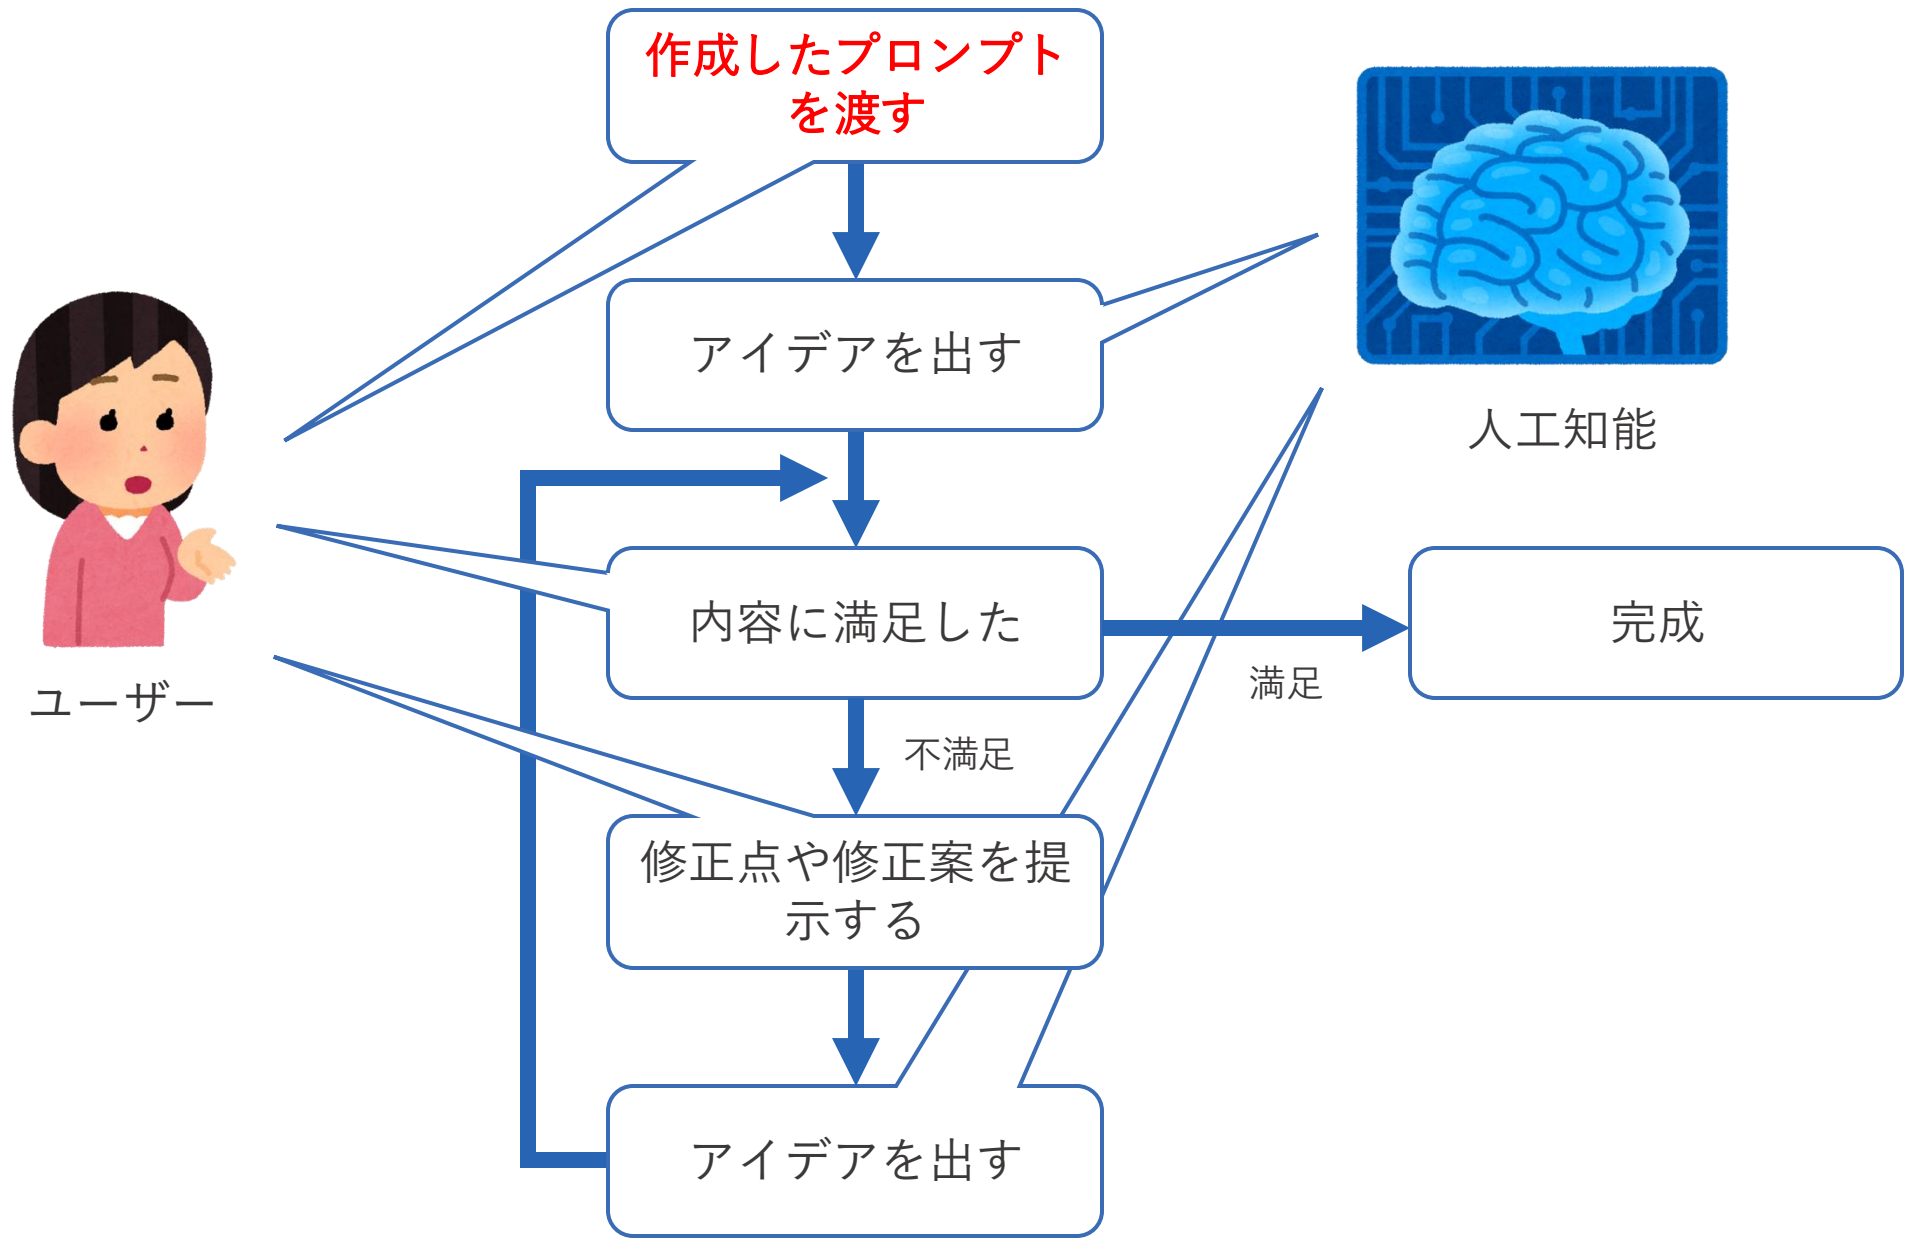 作成したプロンプト
を渡す
アイデアを出す
人工知能
内容に満足した
完成
満足
ユーザー
不満足
修正点や修正案を提
示する
アイデアを出す